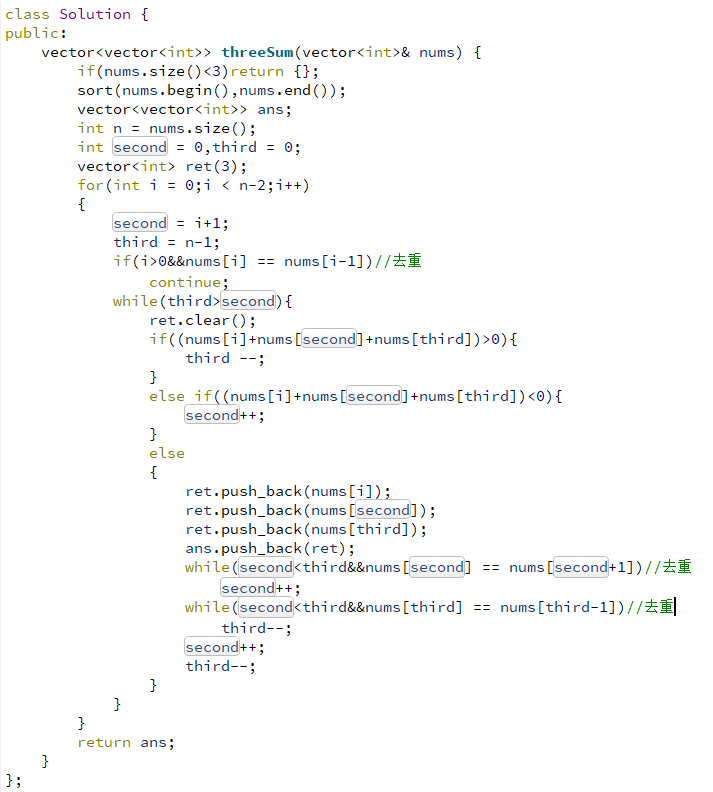 class Solution {
public:
    vector<vector<int>> threeSum(vector<int>& nums) {
        if(nums.size()<3)return {};
        sort(nums.begin(),nums.end());
        vector<vector<int>> ans;
        int n = nums.size();
        int second = 0,third = 0;
        vector<int> ret(3);
        for(int i = 0;i < n-2;i++)
        {
            second = i+1;
            third = n-1;
            if(i>0&&nums[i] == nums[i-1])//去重
                continue;
            while(third>second){
                ret.clear();
                if((nums[i]+nums[second]+nums[third])>0){
                    third --;
                }
                else if((nums[i]+nums[second]+nums[third])<0){
                    second++;
                }
                else
                {
                    ret.push_back(nums[i]);
                    ret.push_back(nums[second]);
                    ret.push_back(nums[third]);
                    ans.push_back(ret);
                    while(second<third&&nums[second] == nums[second+1])//去重
                        second++;
                    while(second<third&&nums[third] == nums[third-1])//去重
                        third--;
                    second++;
                    third--;
                }
            }
        }
        return ans;
    }
};